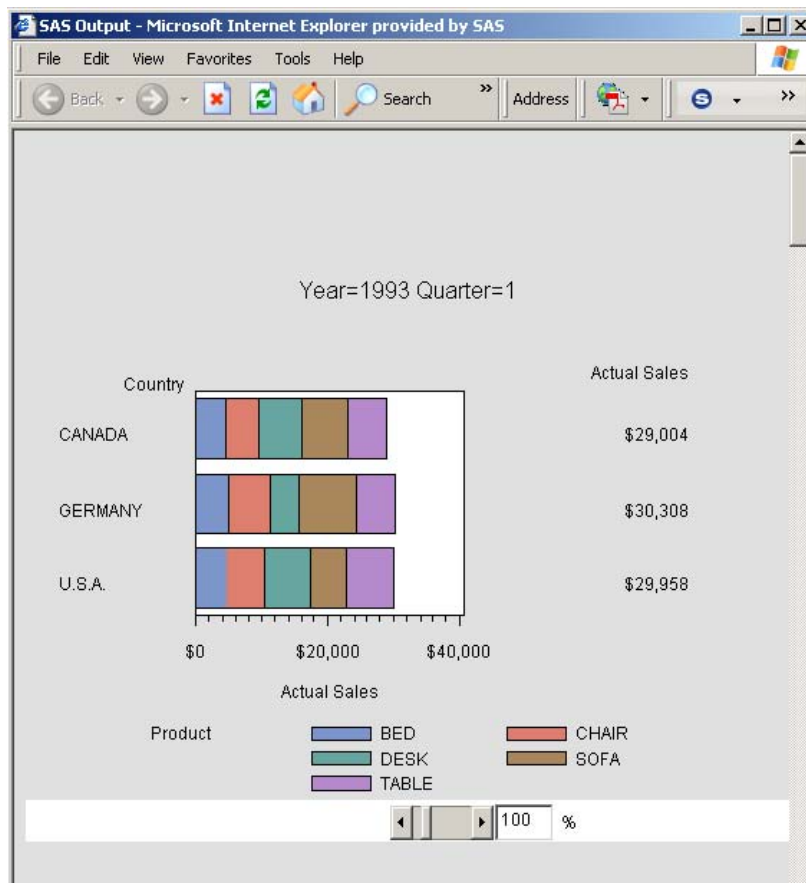 SAS Output - Microsoft Internet Explorer provided by SAS
File Edit View Favorites Tools Help
Back Search » Address »
Year=1993 Quarter=1
Country Actual Sales
CANADA $29,004
GERMANY $30,308
U.S.A. $29,958
$0 $20,000 $40,000
Actual Sales
Product BED CHAIR
DESK SOFA
TABLE
100 %